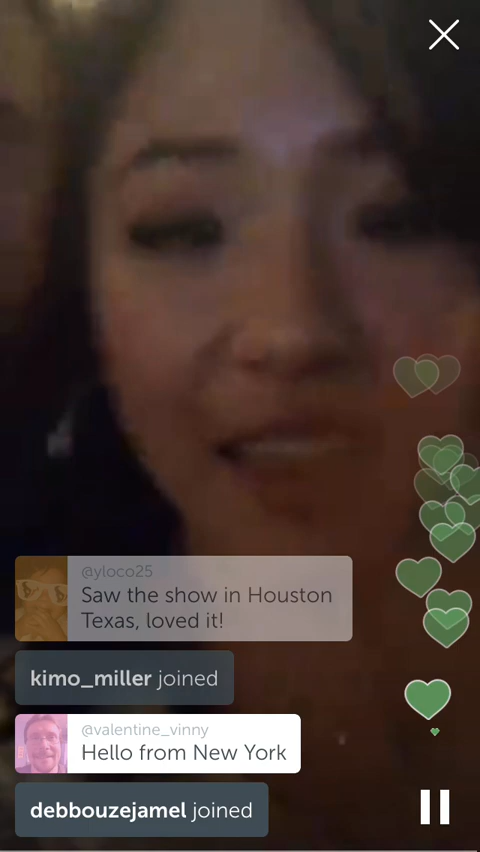 @yloco25
Saw the show in Houston
Texas, loved it!
kimo_miller joined
@valentine_vinny
Hello from New York
debbouzejamel joined